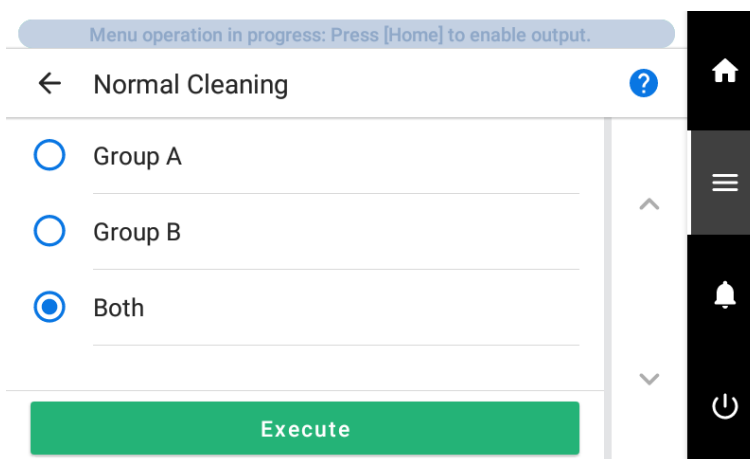 Menu operation in progress: Press [Home] to enable output.
Normal Cleaning
?
Group A
Group B
Both
Execute